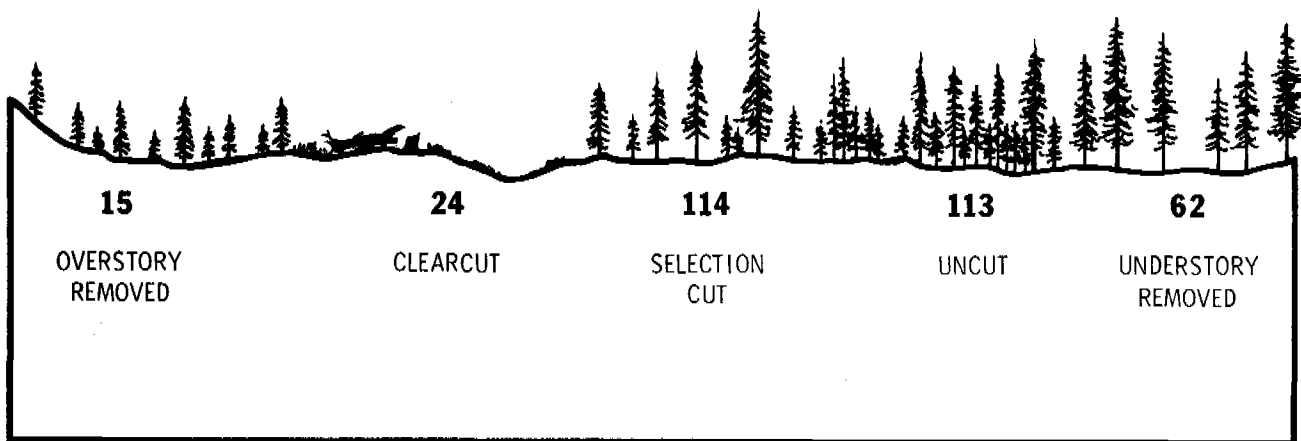 15
OVERSTORY
REMOVED
24
CLEARCUT
114
SELECTION
CUT
113
UNCUT
62
UNDERSTORY
REMOVED